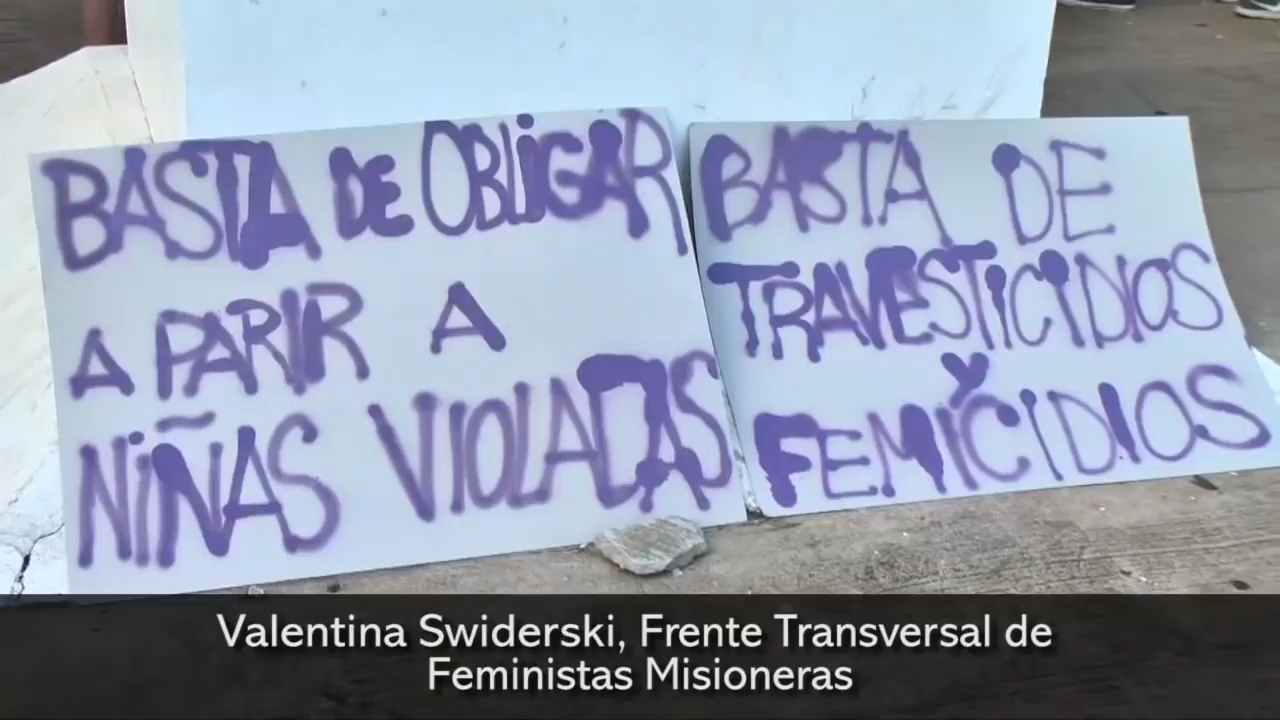 BASTA DE OBLIGAR
A PARIR A
NIÑAS VIOLADAS
BASTA DE
TRAVESTICIDIOS
Y
FEMICIDIOS
Valentina Swiderski, Frente Transversal de
Feministas Misioneras